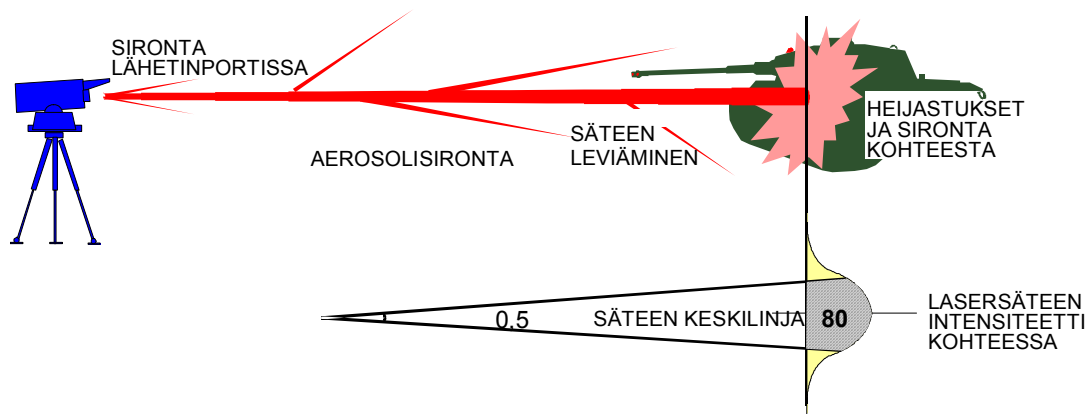 SIRONTA
LÄHETINPORTISSA
AEROSOLISIRONTA
SÄTEEN
LEVIÄMINEN
HEIJASTUKSET
JA SIRONTA
KOHTEESTA
0.5
SÄTEEN KESKILINJA
80
LASERSÄTEEN
INTENSITEETTI
KOHTEESSA